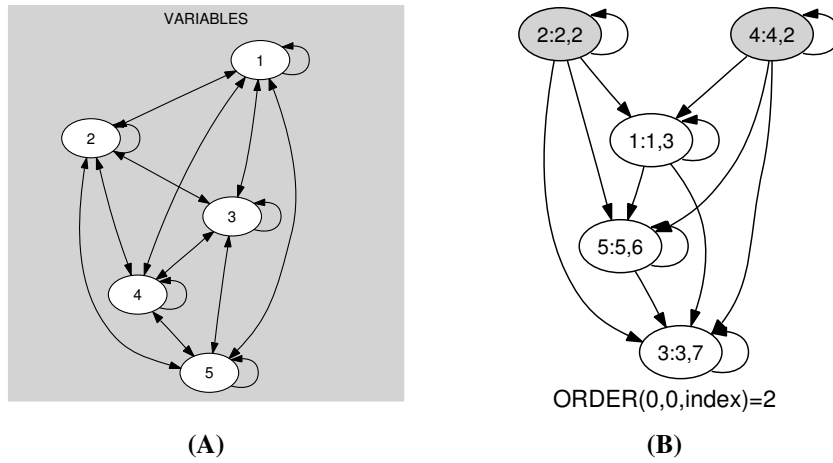 VARIABLES
1
2
3
4
5
2:2,2
4:4,2
1:1,3
5:5,6
3:3,7
ORDER(0,0,index)=2
(A)
(B)